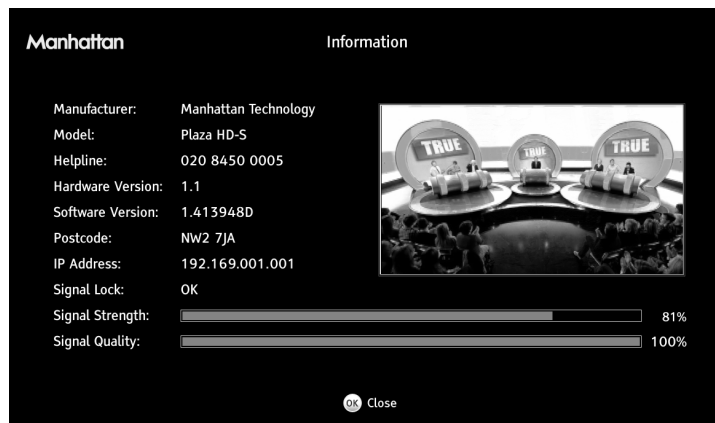 Manhattan
Information
Manufacturer: Manhattan Technology
Model: Plaza HD-S
Helpline: 020 8450 0005
Hardware Version: 1.1
Software Version: 1.413948D
Postcode: NW2 7JA
IP Address: 192.169.001.001
Signal Lock: OK
Signal Strength: 81%
Signal Quality: 100%
TRUE TRUE TRUE
OK Close